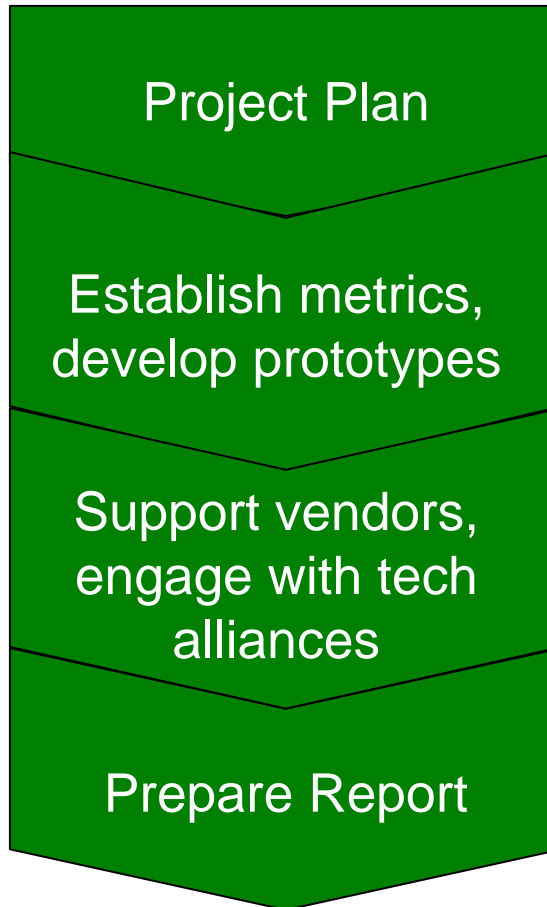 Project Plan
Establish metrics,
develop prototypes
Support vendors,
engage with tech
alliances
Prepare Report